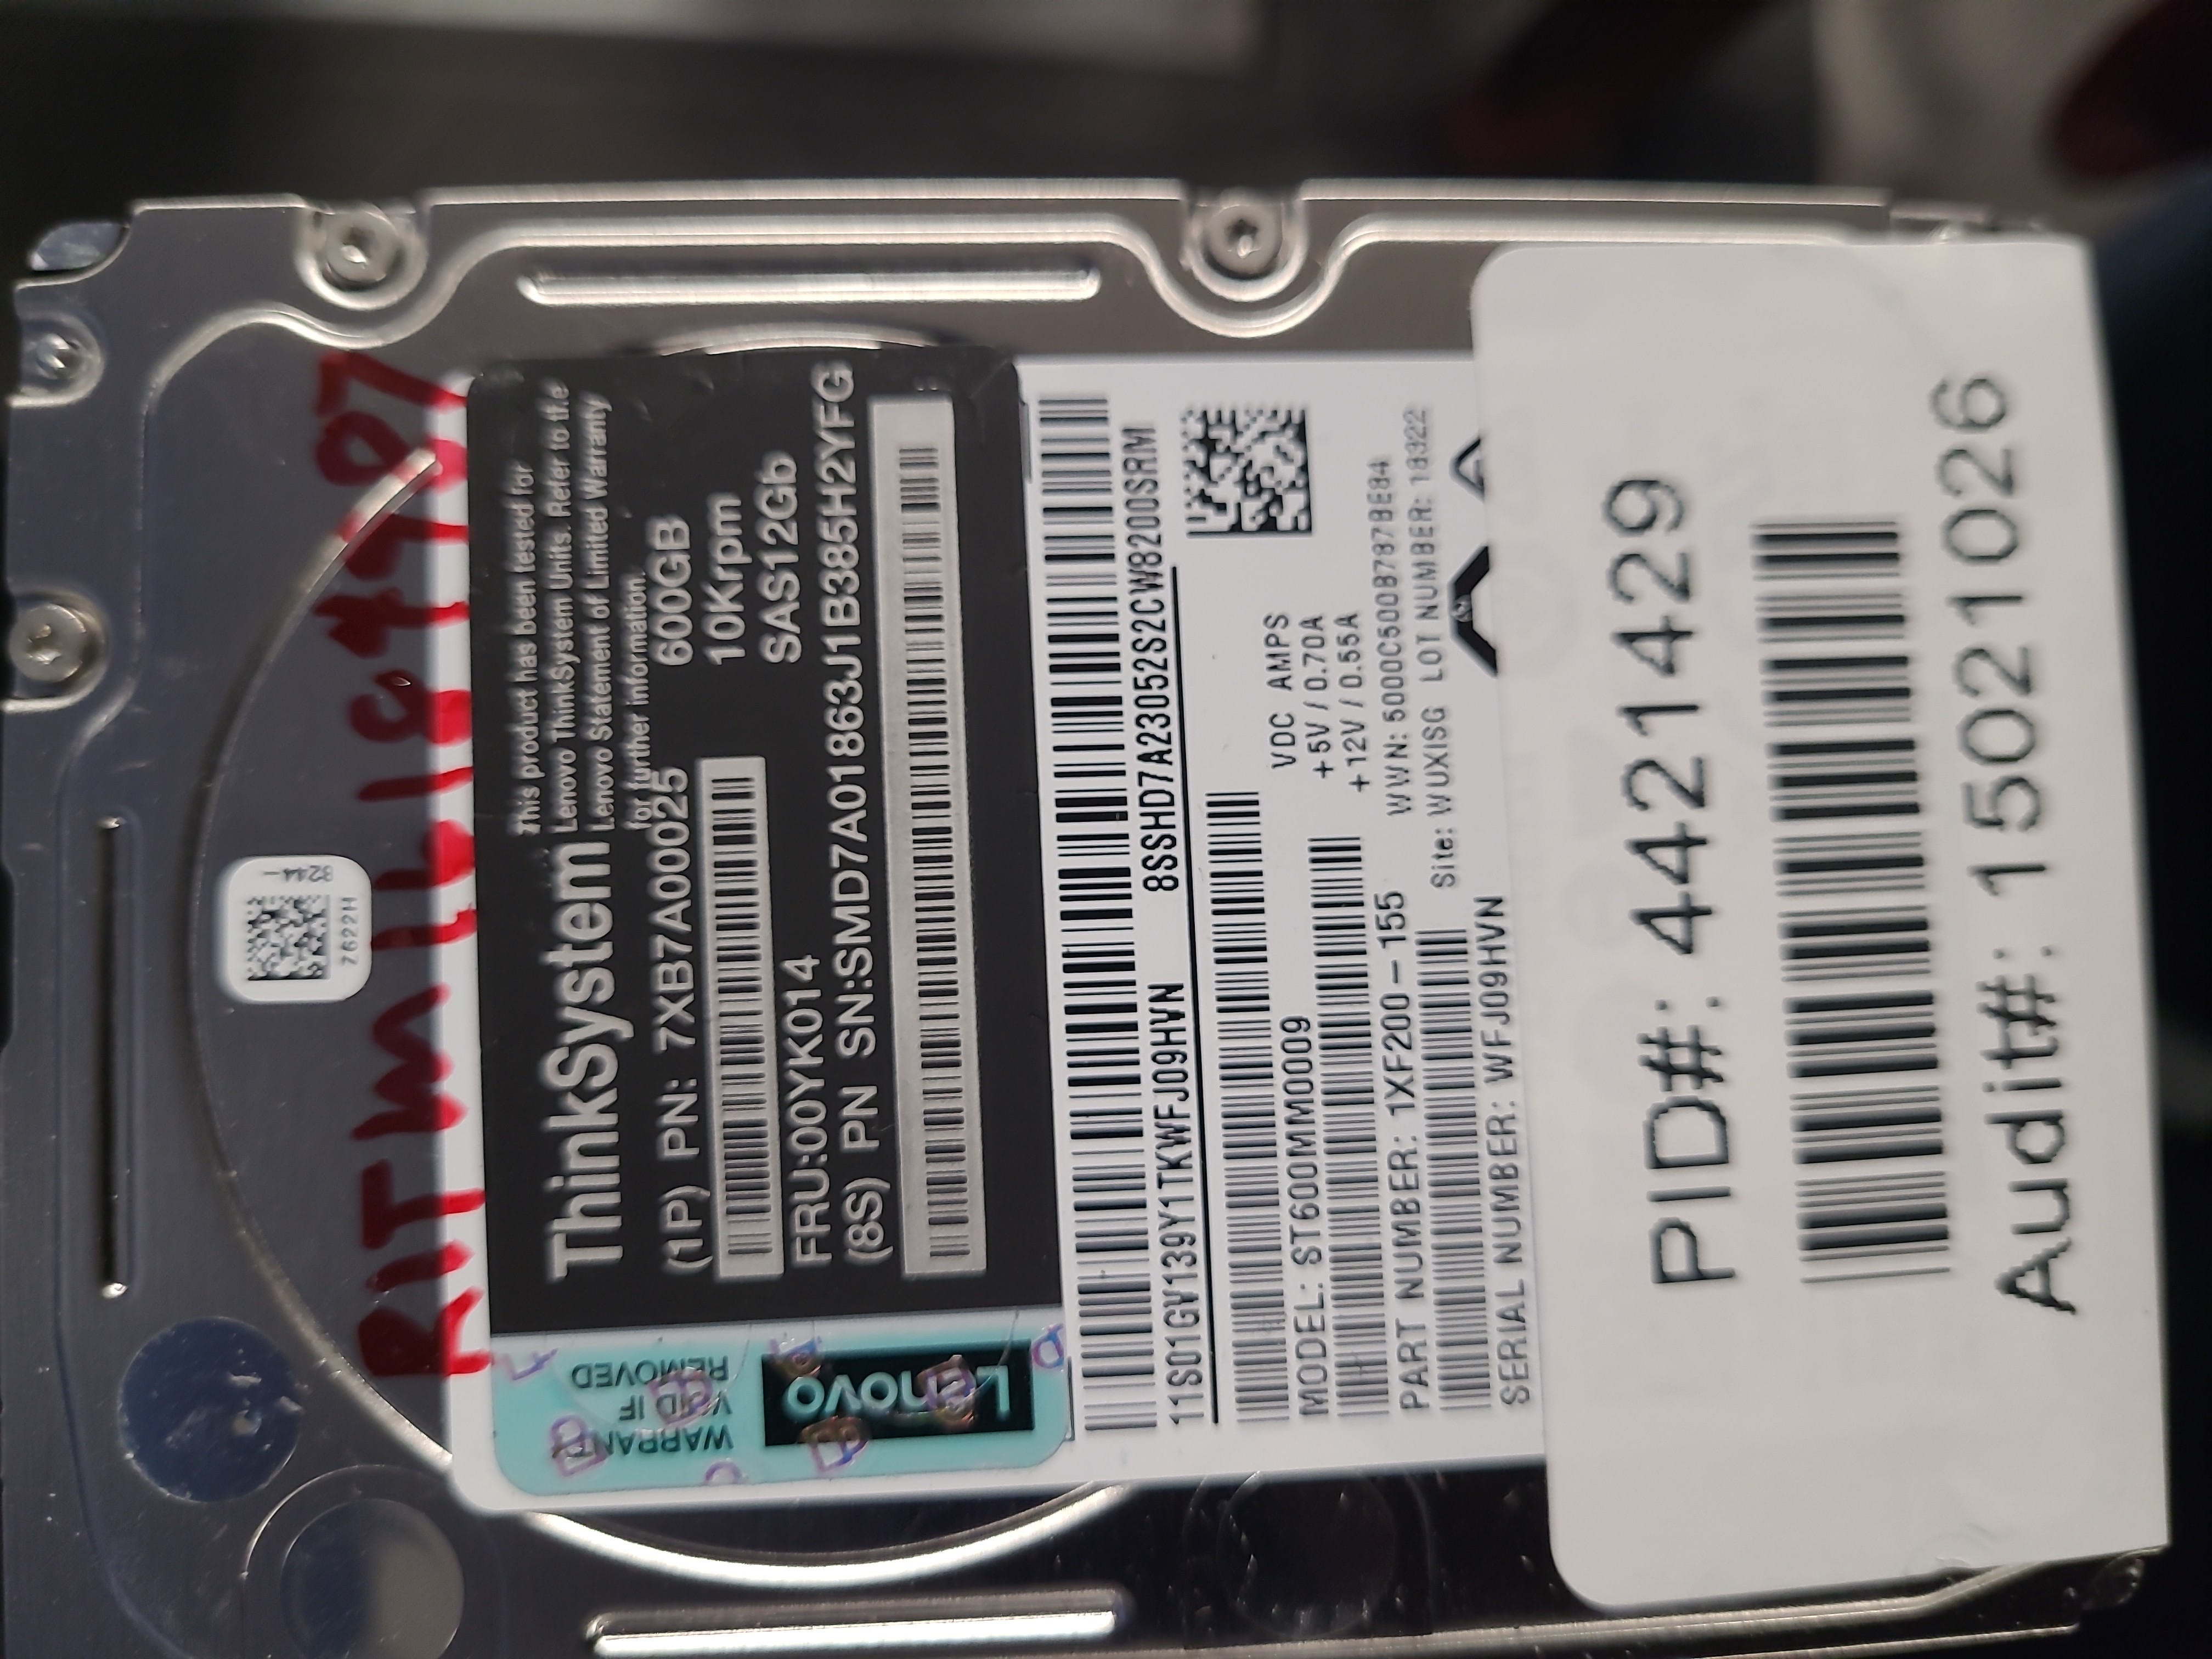 8244-
Z622H
RITM16184487
WARRANTY
VOID IF
REMOVED
Lenovo
ThinkSystem
This product has been tested for
Lenovo ThinkSystem Units. Refer to the
Lenovo Statement of Limited Warranty
for further information.
(1P) PN: 7XB7A00025
600GB
10Krpm
SAS12Gb
FRU:00YK014
(8S) PN SN:SMD7A01863J1B385H2YFG
11S01GV139Y1TKWFJ09HVN 8SSHD7A23052S2CW8200SRM
MODEL: ST600MM0009
VDC AMPS
+5V / 0.70A
+12V / 0.55A
PART NUMBER: 1XF200-155
WWN: 5000C500B787BE84
Site: WUXISG LOT NUMBER: 18322
SERIAL NUMBER: WFJ09HVN
PID#: 4421429
Audit#: 15021026